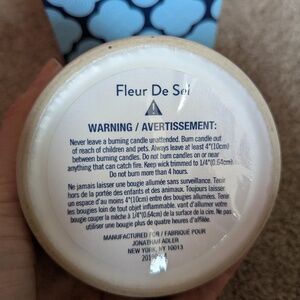 Fleur De Sel
WARNING / AVERTISSEMENT:
Never leave a burning candle unattended. Burn candle out
of reach of children and pets. Always leave at least 4"(10cm)
between burning candles. Do not burn candles on or near
anything that can catch fire. Keep wick trimmed to 1/4"(0.64cm).
Do not burn more than 4 hours.
Ne jamais laisser une bougie allumée sans surveillance. Tenir
hors de la portée des enfants et des animaux. Toujours laisser
un espace d'au moins 4"(10cm) entre des bougies allumées. Tenir
les bougies loin de tout objet inflammable, vant d'allumer votre
bougie couper la mèche à 1/4"(0.64cm) de la surface de la cire. Ne pas
utiliser une bougie plus de quatre heures d'affilée.
MANUFACTURED FOR / FABRIQUÉ POUR
JONATHAN ADLER
NEW YORK, NY 10013